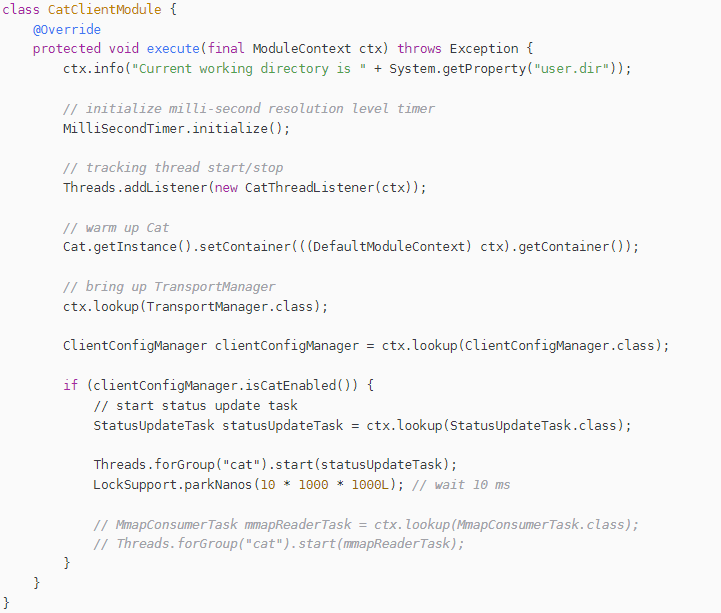 class CatClientModule {
    @Override
    protected void execute(final ModuleContext ctx) throws Exception {
        ctx.info("Current working directory is " + System.getProperty("user.dir"));

        // initialize milli-second resolution level timer
        MilliSecondTimer.initialize();

        // tracking thread start/stop
        Threads.addListener(new CatThreadListener(ctx));

        // warm up Cat
        Cat.getInstance().setContainer(((DefaultModuleContext) ctx).getContainer());

        // bring up TransportManager
        ctx.lookup(TransportManager.class);

        ClientConfigManager clientConfigManager = ctx.lookup(ClientConfigManager.class);

        if (clientConfigManager.isCatEnabled()) {
            // start status update task
            StatusUpdateTask statusUpdateTask = ctx.lookup(StatusUpdateTask.class);

            Threads.forGroup("cat").start(statusUpdateTask);
            LockSupport.parkNanos(10 * 1000 * 1000L); // wait 10 ms

            // MmapConsumerTask mmapReaderTask = ctx.lookup(MmapConsumerTask.class);
            // Threads.forGroup("cat").start(mmapReaderTask);
        }
    }
}